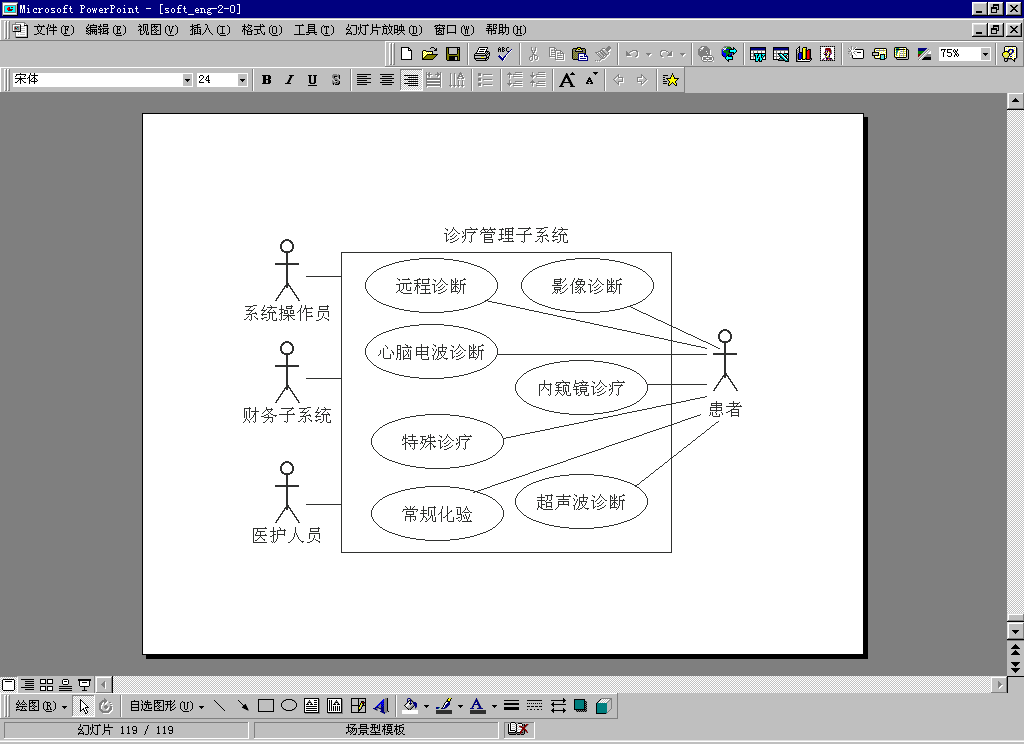 Microsoft PowerPoint - [soft_eng-2-0]
文件(F) 编辑(E) 视图(V) 插入(I) 格式(O) 工具(T) 幻灯片放映(D) 窗口(W) 帮助(H)
ABC 75%
宋体 24 B I U S A A
诊疗管理子系统
远程诊断 影像诊断
系统操作员
心脑电波诊断
内窥镜诊疗
财务子系统 患者
特殊诊疗
超声波诊断
常规化验
医护人员
绘图(R) 自选图形(U)
幻灯片 119 / 119 场景型模板